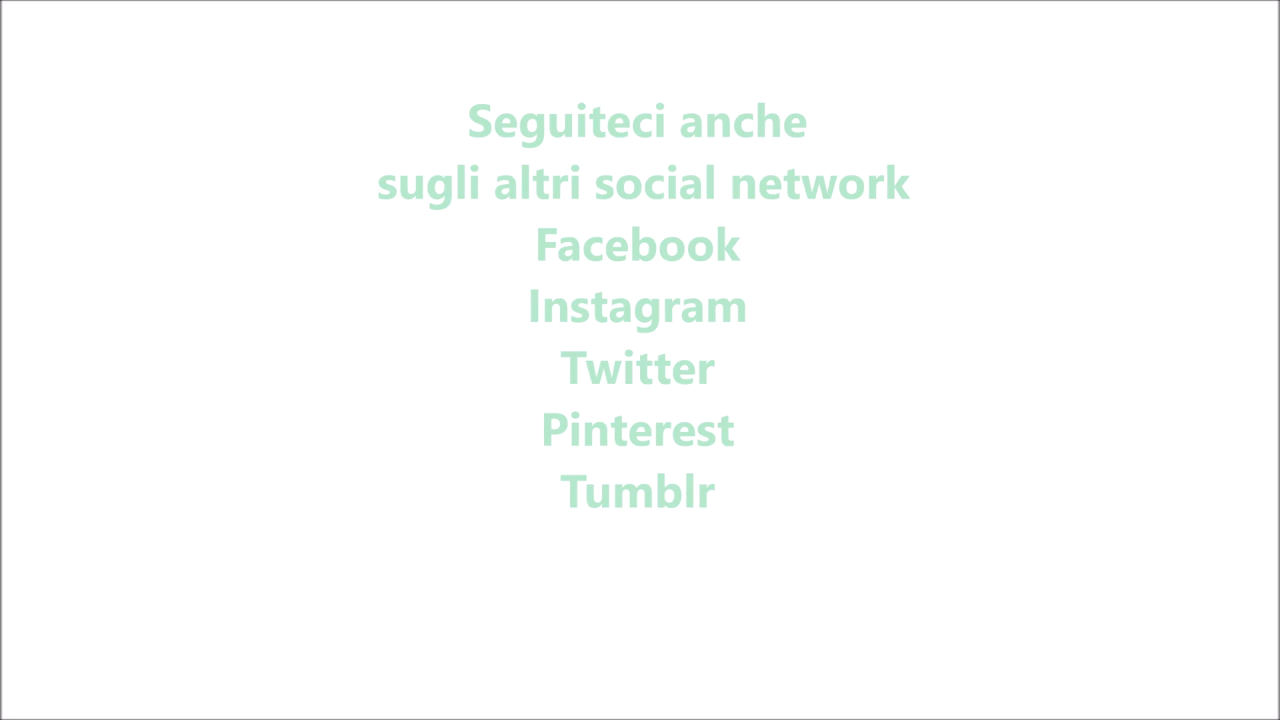 Seguiteci anche
sugli altri social network
Facebook
Instagram
Twitter
Pinterest
Tumblr